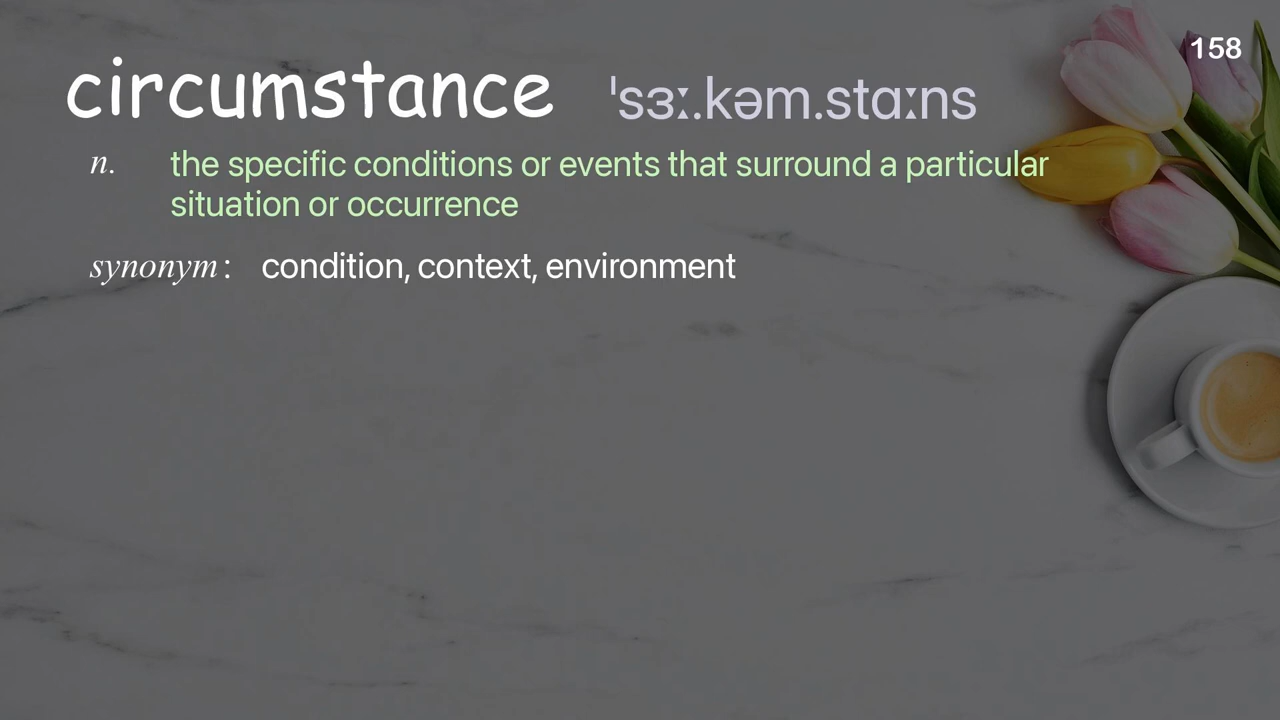 158
circumstance ˈsɜː.kəm.stɑːns
n. the specific conditions or events that surround a particular
situation or occurrence
synonym: condition, context, environment